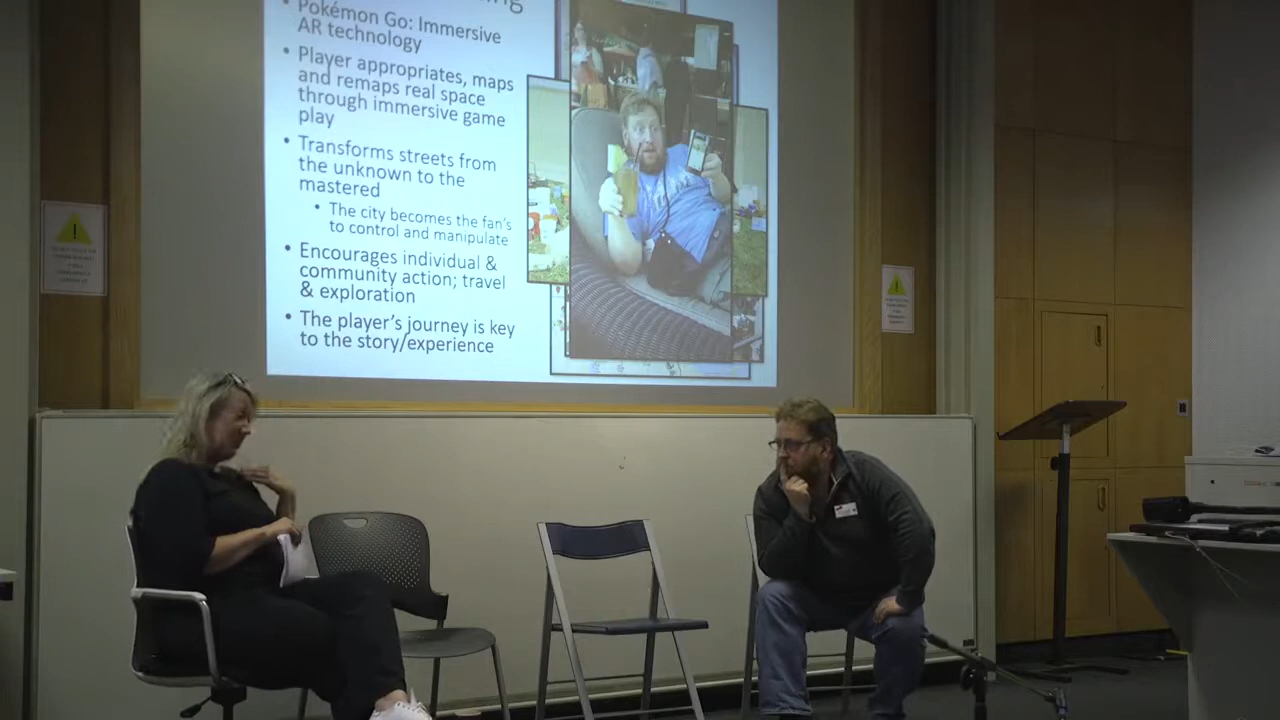 • Pokémon Go: Immersive
AR technology
• Player appropriates, maps
and remaps real space
through immersive game
play
• Transforms streets from
the unknown to the
mastered
• The city becomes the fan's
to control and manipulate
• Encourages individual &
community action; travel
& exploration
• The player's journey is key
to the story/experience